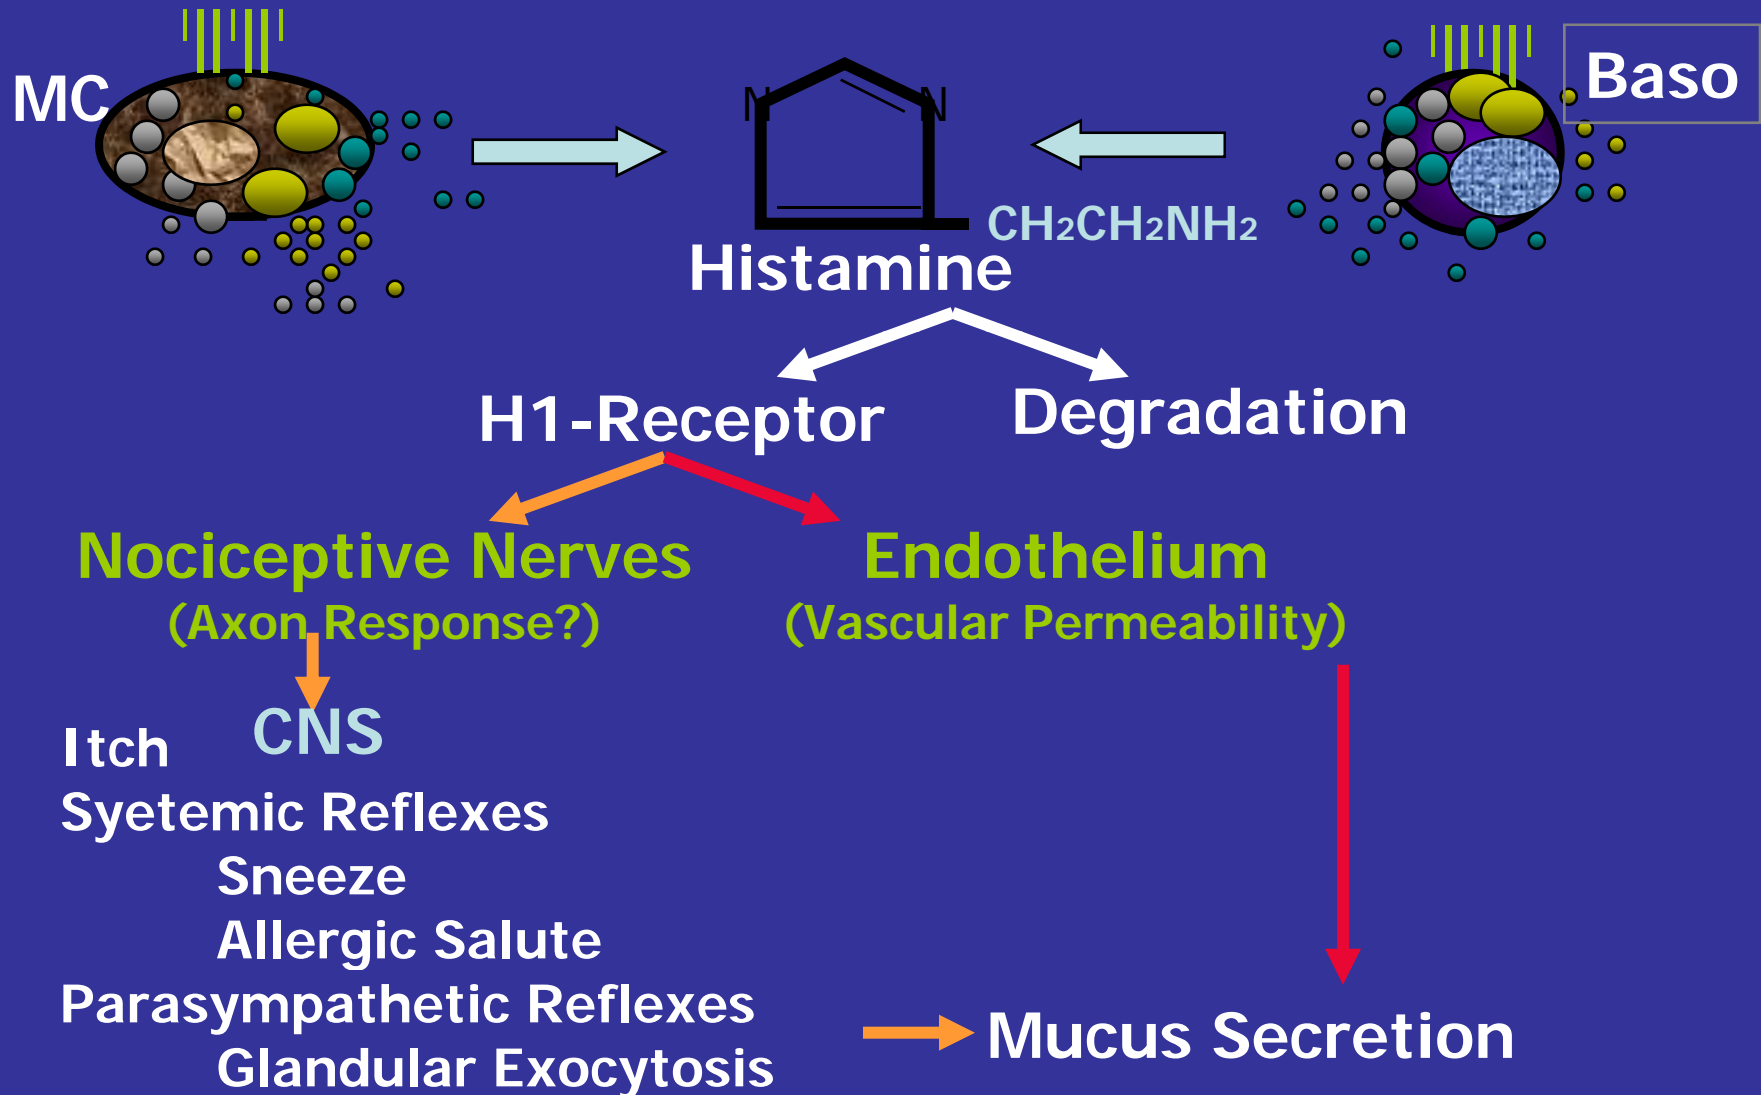 MC
Baso
N N
CH₂CH₂NH₂
Histamine
H1-Receptor
Degradation
Nociceptive Nerves
(Axon Response?)
Endothelium
(Vascular Permeability)
CNS
Itch
Syetemic Reflexes
Sneeze
Allergic Salute
Parasympathetic Reflexes
Glandular Exocytosis
Mucus Secretion